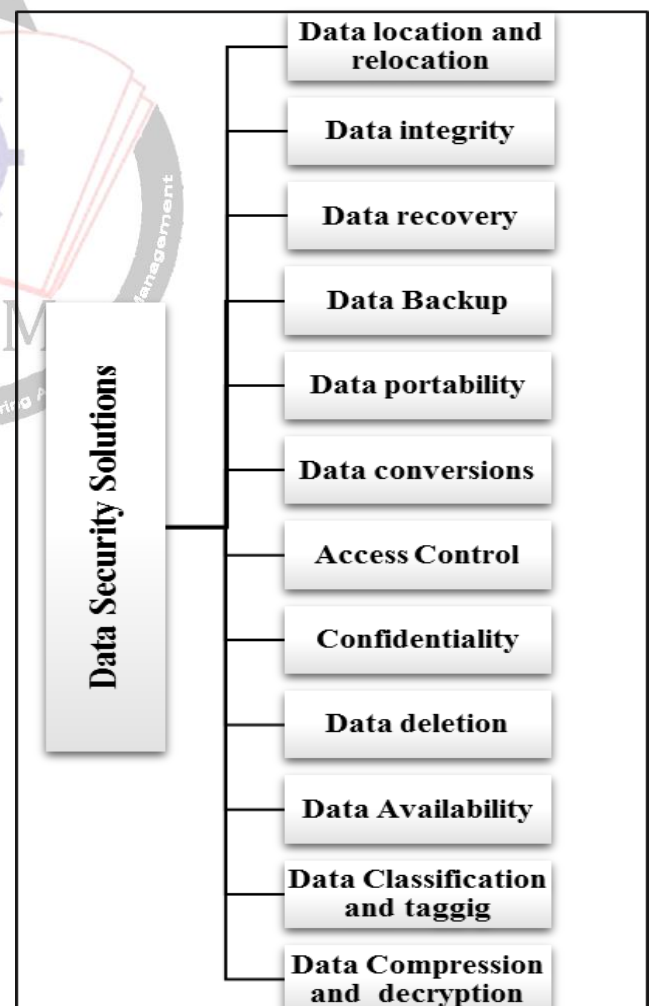 Data location and
relocation
Data integrity
Data recovery
Data Backup
Data portability
Data conversions
Access Control
Confidentiality
Data deletion
Data Availability
Data Classification
and taggig
Data Compression
and decryption
Data Security Solutions
Management
M